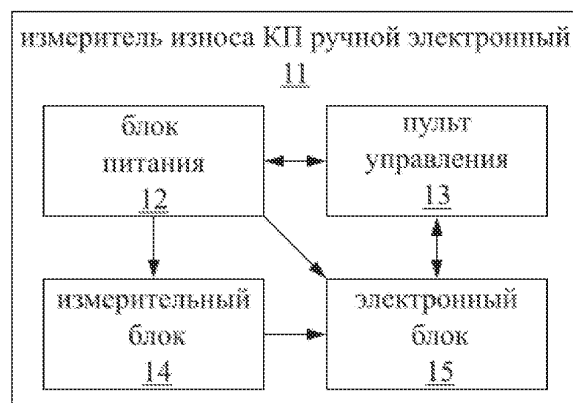 измеритель износа КП ручной электронный
11
блок
питания
12
пульт
управления
13
измерительный
блок
14
электронный
блок
15